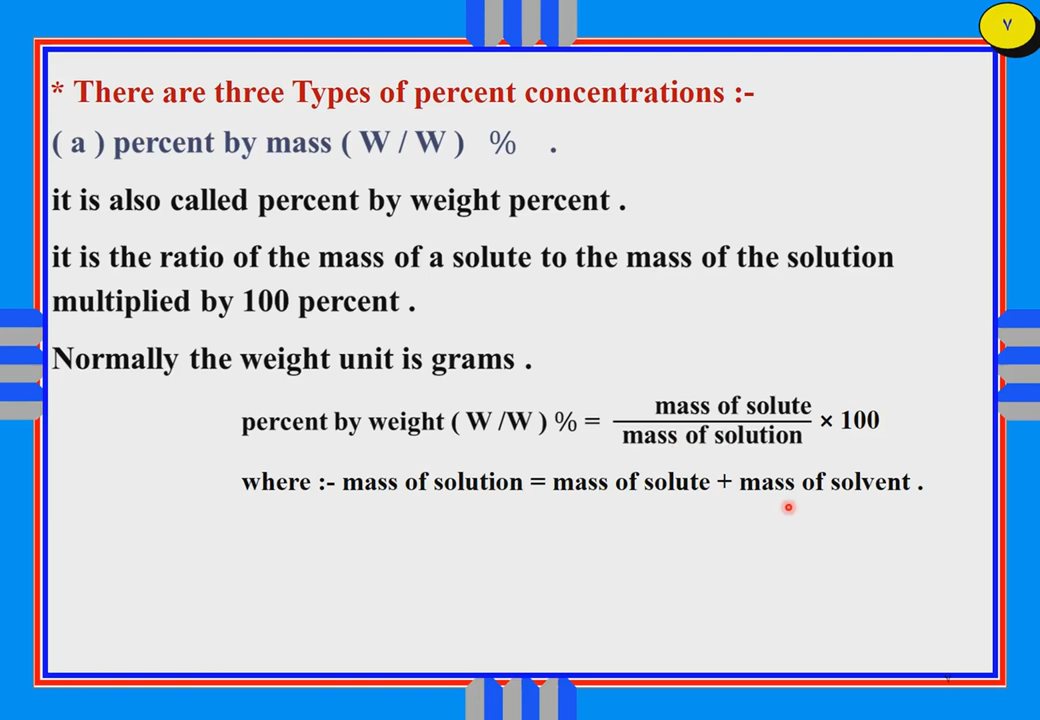 ٧
* There are three Types of percent concentrations :-
( a ) percent by mass ( W / W ) % .
it is also called percent by weight percent .
it is the ratio of the mass of a solute to the mass of the solution
multiplied by 100 percent .
Normally the weight unit is grams .
mass of solute
percent by weight ( W /W ) % = × 100
mass of solution
where :- mass of solution = mass of solute + mass of solvent .